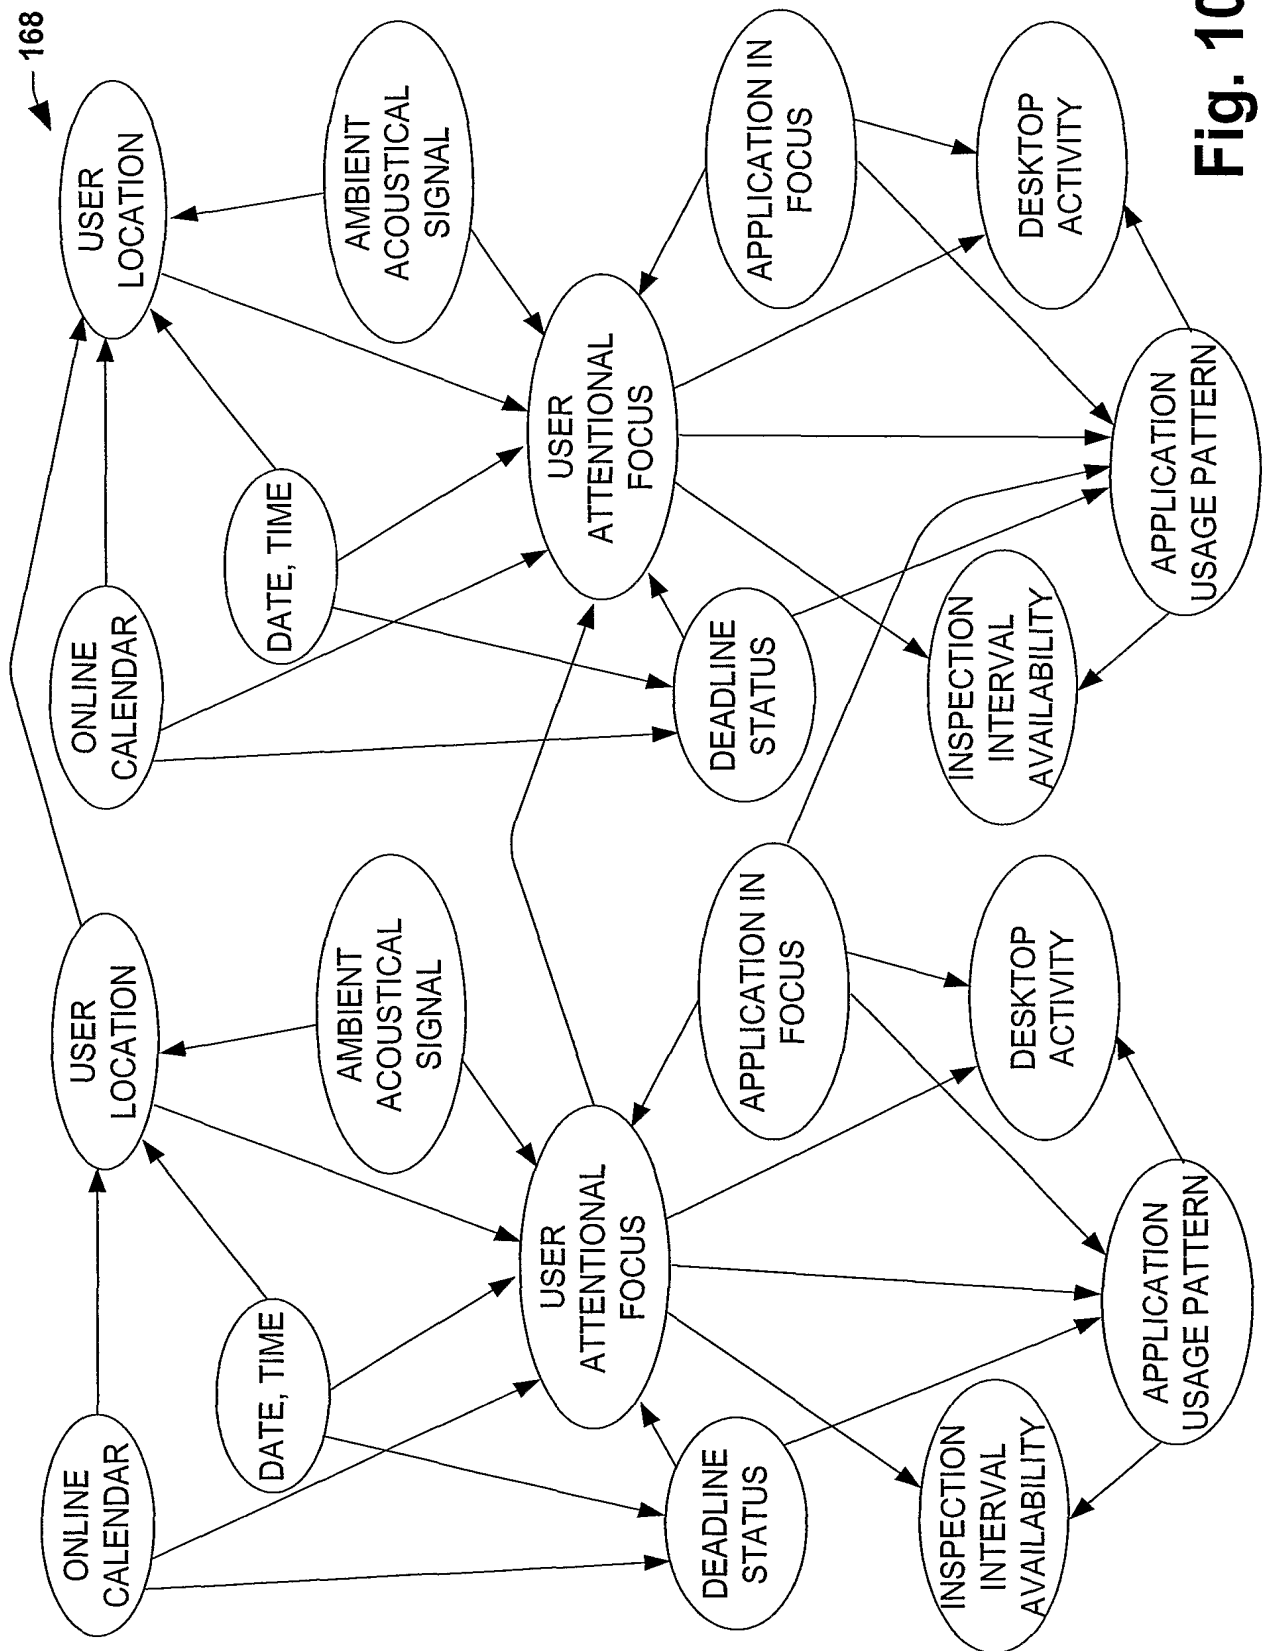 168
ONLINE
CALENDAR
USER
LOCATION
DATE, TIME
AMBIENT
ACOUSTICAL
SIGNAL
USER
ATTENTIONAL
FOCUS
DEADLINE
STATUS
APPLICATION IN
FOCUS
INSPECTION
INTERVAL
AVAILABILITY
DESKTOP
ACTIVITY
APPLICATION
USAGE PATTERN
ONLINE
CALENDAR
USER
LOCATION
DATE, TIME
AMBIENT
ACOUSTICAL
SIGNAL
USER
ATTENTIONAL
FOCUS
DEADLINE
STATUS
APPLICATION IN
FOCUS
INSPECTION
INTERVAL
AVAILABILITY
DESKTOP
ACTIVITY
APPLICATION
USAGE PATTERN
Fig. 10